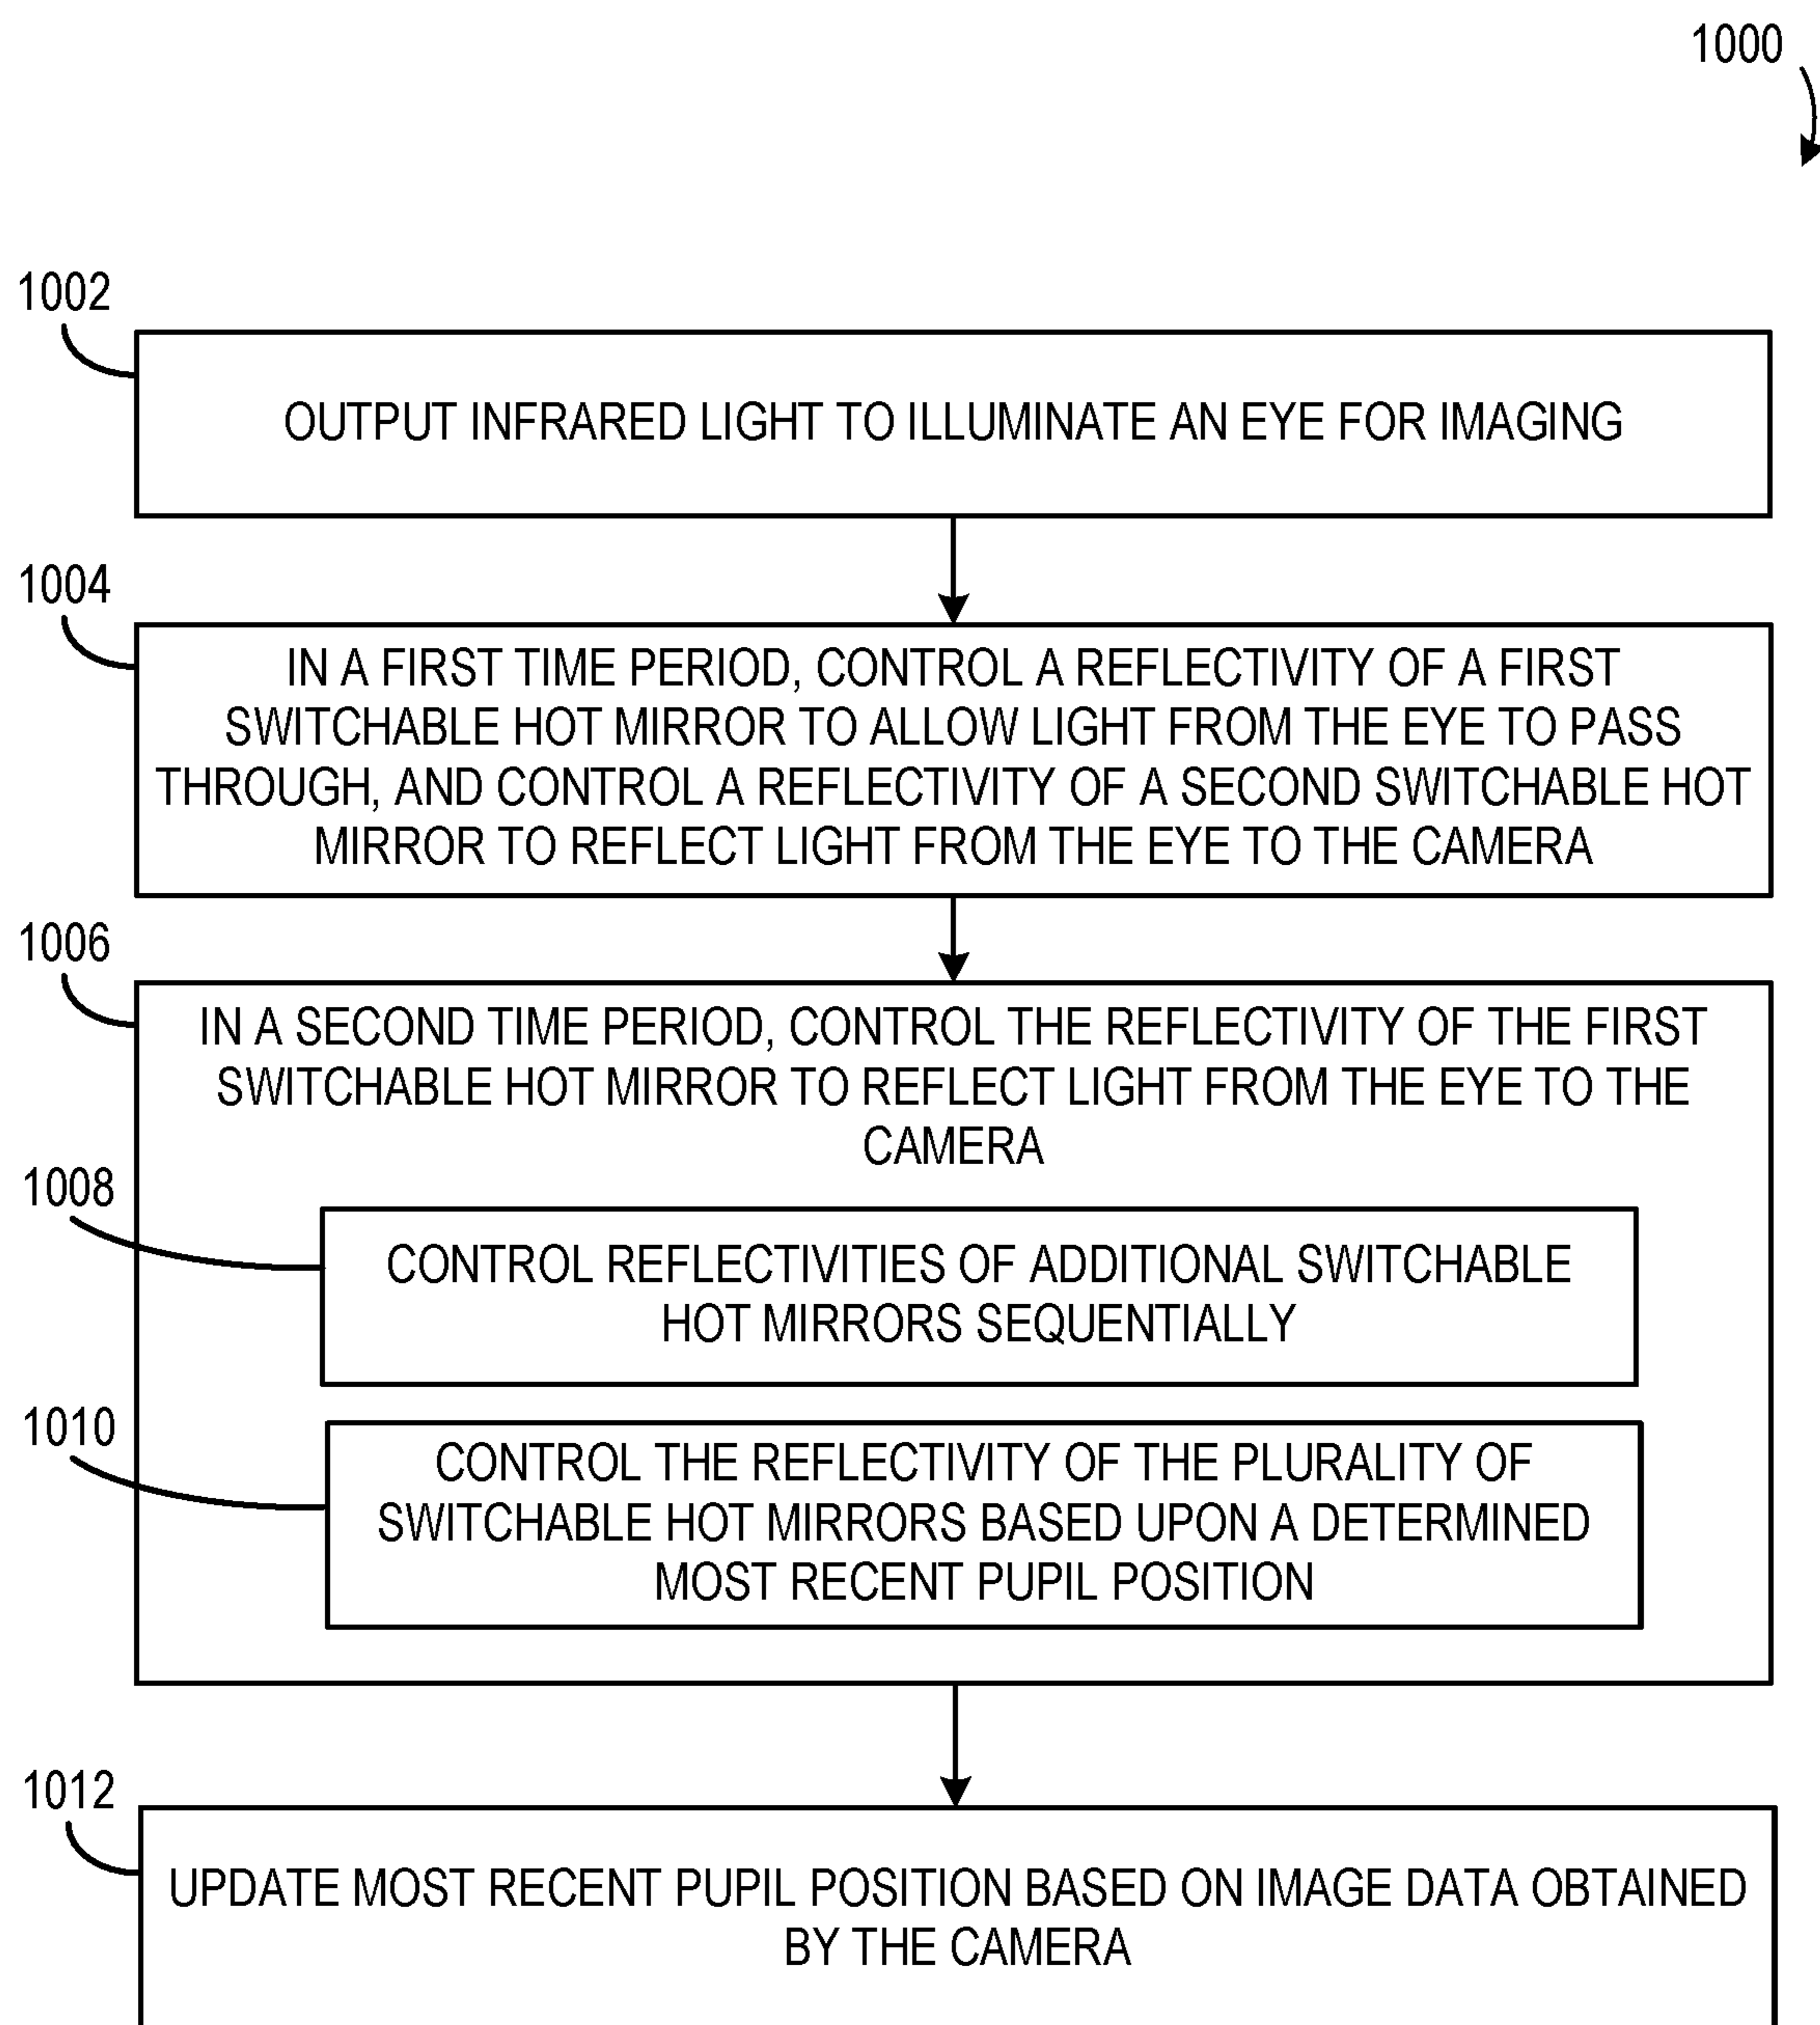 1000
1002
OUTPUT INFRARED LIGHT TO ILLUMINATE AN EYE FOR IMAGING
1004
IN A FIRST TIME PERIOD, CONTROL A REFLECTIVITY OF A FIRST
SWITCHABLE HOT MIRROR TO ALLOW LIGHT FROM THE EYE TO PASS
THROUGH, AND CONTROL A REFLECTIVITY OF A SECOND SWITCHABLE HOT
MIRROR TO REFLECT LIGHT FROM THE EYE TO THE CAMERA
1006
IN A SECOND TIME PERIOD, CONTROL THE REFLECTIVITY OF THE FIRST
SWITCHABLE HOT MIRROR TO REFLECT LIGHT FROM THE EYE TO THE
CAMERA
1008
CONTROL REFLECTIVITIES OF ADDITIONAL SWITCHABLE
HOT MIRRORS SEQUENTIALLY
1010
CONTROL THE REFLECTIVITY OF THE PLURALITY OF
SWITCHABLE HOT MIRRORS BASED UPON A DETERMINED
MOST RECENT PUPIL POSITION
1012
UPDATE MOST RECENT PUPIL POSITION BASED ON IMAGE DATA OBTAINED
BY THE CAMERA